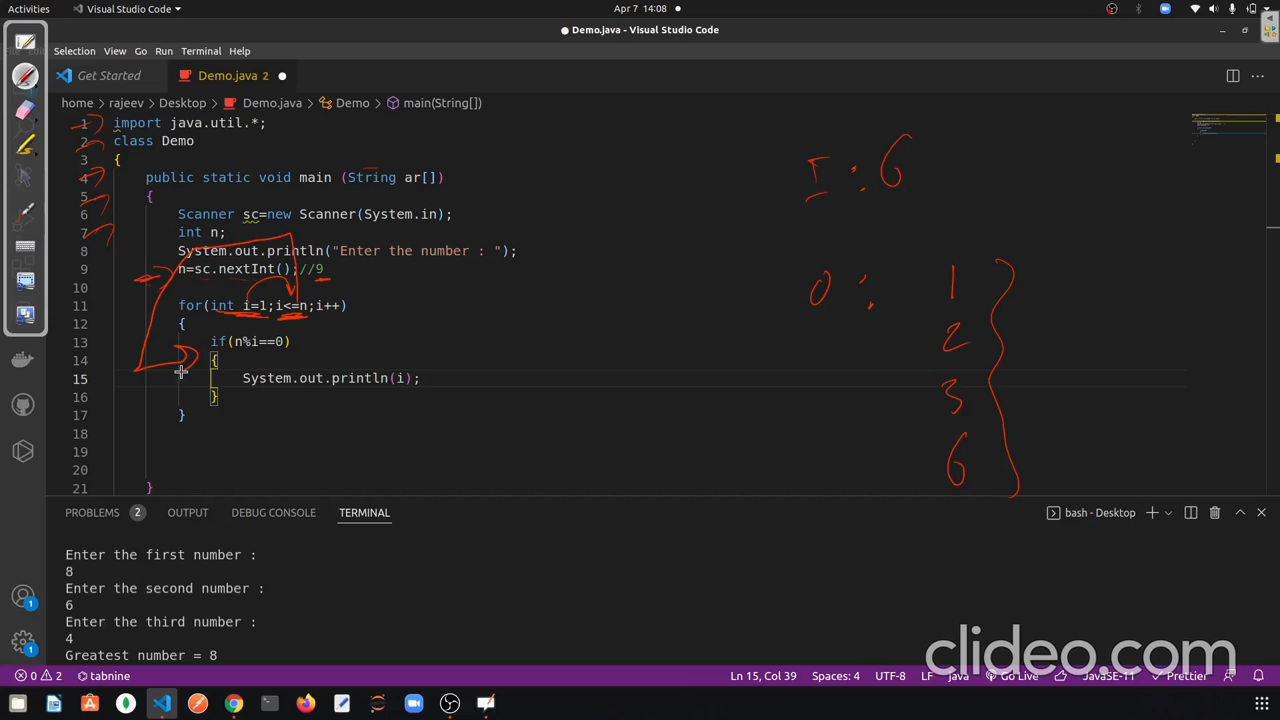 Activities Visual Studio Code Apr 7 14:08
Demo.java - Visual Studio Code
Selection View Go Run Terminal Help
Get Started Demo.java 2
home rajeev Desktop Demo.java Demo main(String[])
1 import java.util.*;
2 class Demo
3 {
4 public static void main (String ar[])
5 {
6 Scanner sc=new Scanner(System.in);
7 int n;
8 System.out.println("Enter the number : ");
9 n=sc.nextInt();//9
10
11 for(int i=1;i<=n;i++)
12 {
13 if(n%i==0)
14 {
15 System.out.println(i);
16 }
17 }
18
19
20
21 }
I : 6
O : 1
2
3
6
PROBLEMS 2 OUTPUT DEBUG CONSOLE TERMINAL bash - Desktop
Enter the first number :
8
Enter the second number :
6
Enter the third number :
4
Greatest number = 8
clideo.com
0 2 tabnine Ln 15, Col 39 Spaces: 4 UTF-8 LF java Go Live JavaSE-11 Prettier